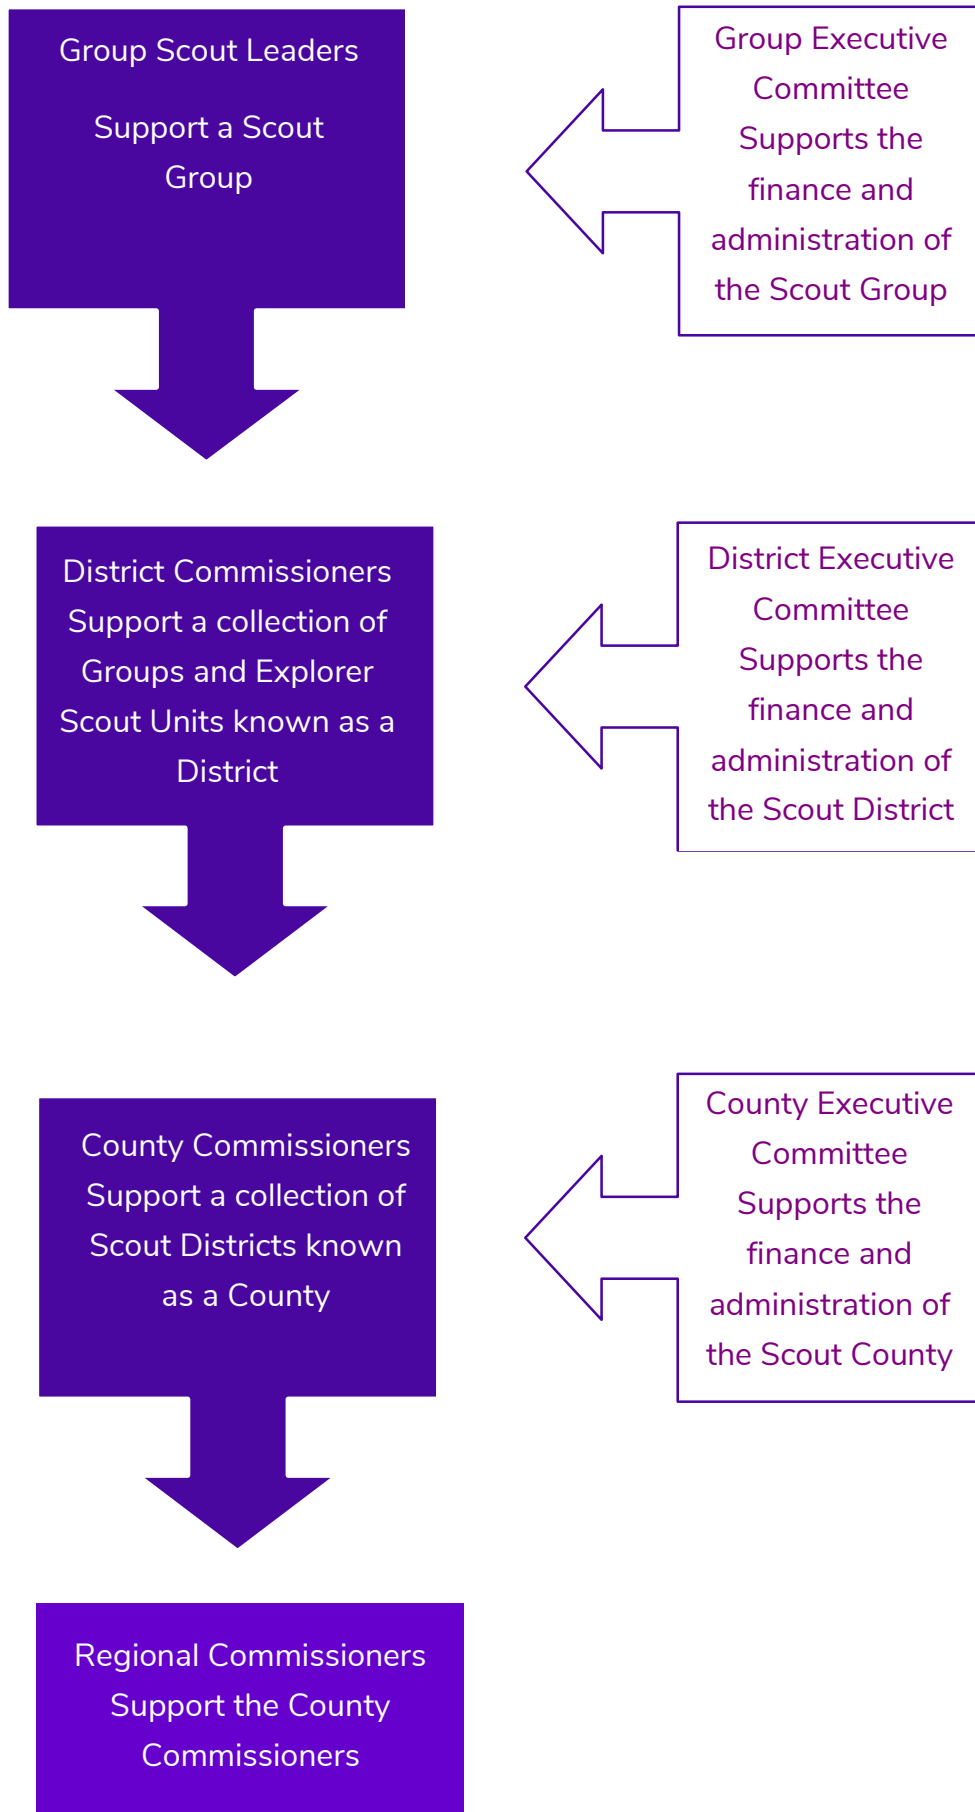 Group Scout Leaders
Support a Scout
Group
Group Executive
Committee
Supports the
finance and
administration of
the Scout Group
District Commissioners
Support a collection of
Groups and Explorer
Scout Units known as a
District
District Executive
Committee
Supports the
finance and
administration of
the Scout District
County Commissioners
Support a collection of
Scout Districts known
as a County
County Executive
Committee
Supports the
finance and
administration of
the Scout County
Regional Commissioners
Support the County
Commissioners